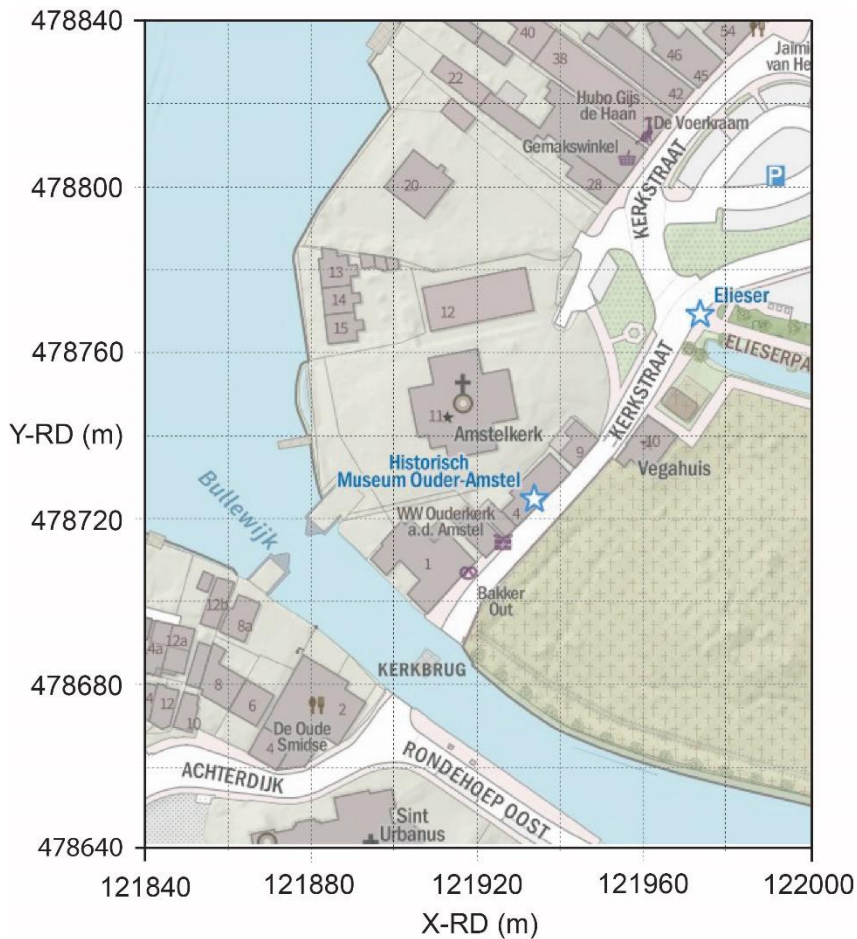 478840
478800
478760
Y-RD (m)
478720
478680
478640
121840
121880
121920
121960
122000
X-RD (m)
54
40
38
46
45
42
22
Jaimi
van He
Hubo Gijs
de Haan
De Voerkraam
Gemakswinkel
28
20
KERKSTRAAT
P
13
14
15
12
Elieser
ELIESERPA
KERKSTRAAT
11
Amstelkerk
9
10
Vegahuis
Historisch
Museum Ouder-Amstel
Bullewijk
WW Ouderkerk
a.d. Amstel
4
1
Bakker
Out
12b
8a
12a
4a
8
KERKBRUG
4
12
10
6
2
De Oude
Smidse
4
ACHTERDIJK
RONDEHOEP OOST
Sint
Urbanus